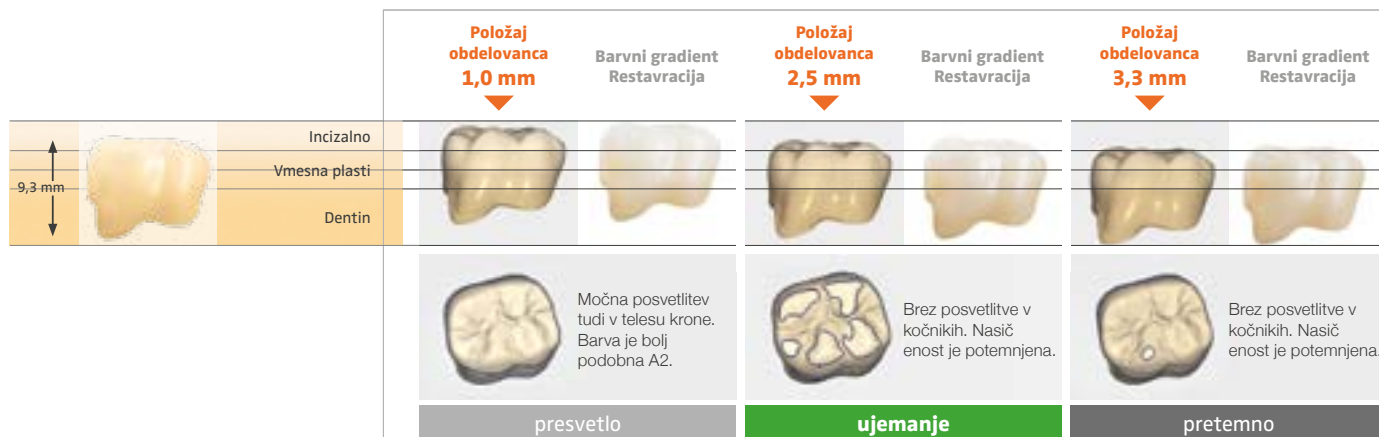 Položaj
obdelovanca
1,0 mm
Barvni gradient
Restavracija
Položaj
obdelovanca
2,5 mm
Barvni gradient
Restavracija
Položaj
obdelovanca
3,3 mm
Barvni gradient
Restavracija
9,3 mm
Incizalno
Vmesna plasti
Dentin
Močna posvetlitev
tudi v telesu krone.
Barva je bolj
podobna A2.
Brez posvetlitve v
kočnikih. Nasič
enost je potemnjena.
Brez posvetlitve v
kočnikih. Nasič
enost je potemnjena.
presvetlo
ujemanje
pretemno